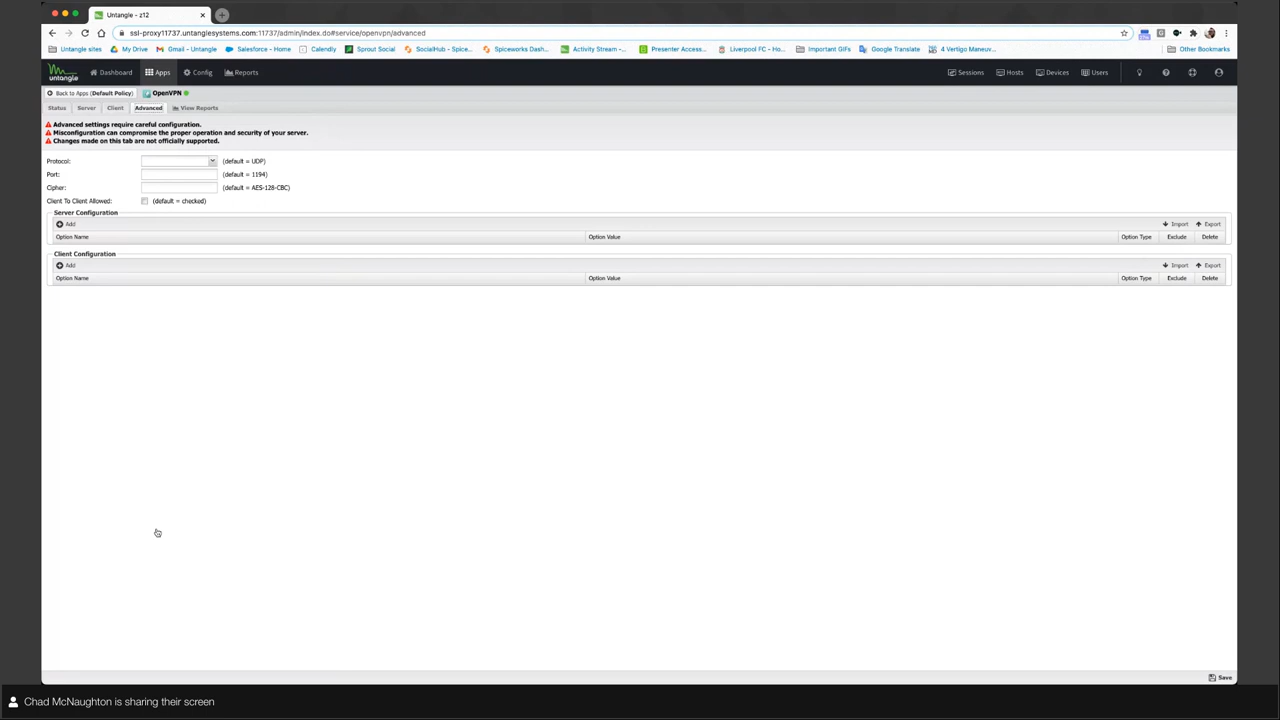 Untangle - z12
ssl-proxy11737.untanglesystems.com:11737/admin/index.do#service/openvpn/advanced
Untangle sites My Drive Gmail - Untangle Salesforce - Home Calendly Sprout Social SocialHub - Spice... Spiceworks Dash... Activity Stream -... Presenter Access... Liverpool FC - Ho... Important GIFs Google Translate 4 Vertigo Maneuv... Other Bookmarks
untangle Dashboard Apps Config Reports Sessions Hosts Devices Users
Back to Apps (Default Policy) OpenVPN
Status Server Client Advanced View Reports
Advanced settings require careful configuration.
Misconfiguration can compromise the proper operation and security of your server.
Changes made on this tab are not officially supported.
Protocol: (default = UDP)
Port: (default = 1194)
Cipher: (default = AES-128-CBC)
Client To Client Allowed: (default = checked)
Server Configuration
Add Import Export
Option Name Option Value Option Type Exclude Delete
Client Configuration
Add Import Export
Option Name Option Value Option Type Exclude Delete
Save
Chad McNaughton is sharing their screen